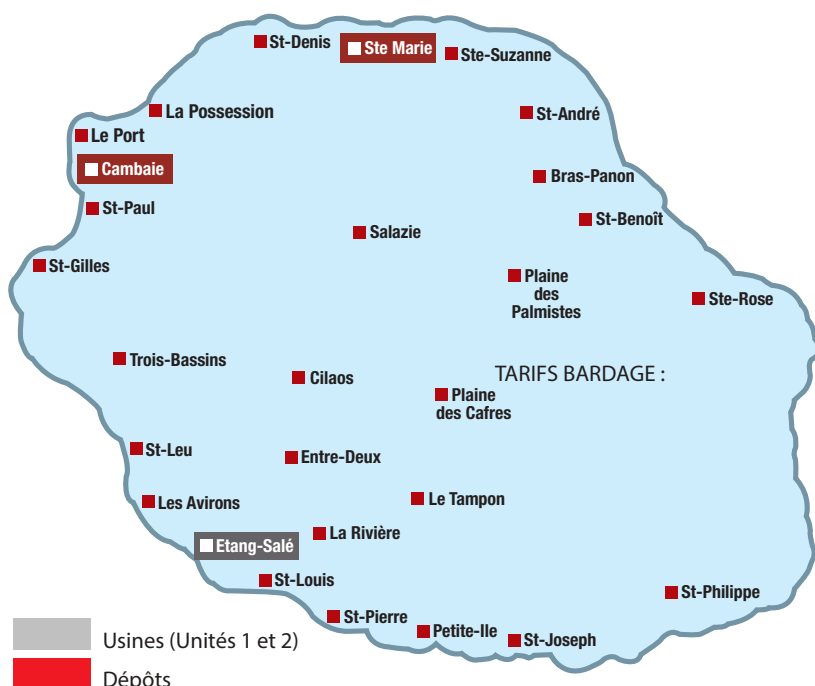 St-Denis
Ste Marie
Ste-Suzanne
La Possession
St-André
Le Port
Cambaie
Bras-Panon
St-Paul
St-Benoît
Salazie
St-Gilles
Plaine
des
Palmistes
Ste-Rose
Trois-Bassins
Cilaos
TARIFS BARDAGE :
Plaine
des Cafres
St-Leu
Entre-Deux
Les Avirons
Le Tampon
La Rivière
Etang-Salé
St-Louis
St-Philippe
St-Pierre
Petite-Ile
St-Joseph
Usines (Unités 1 et 2)
Dépôts